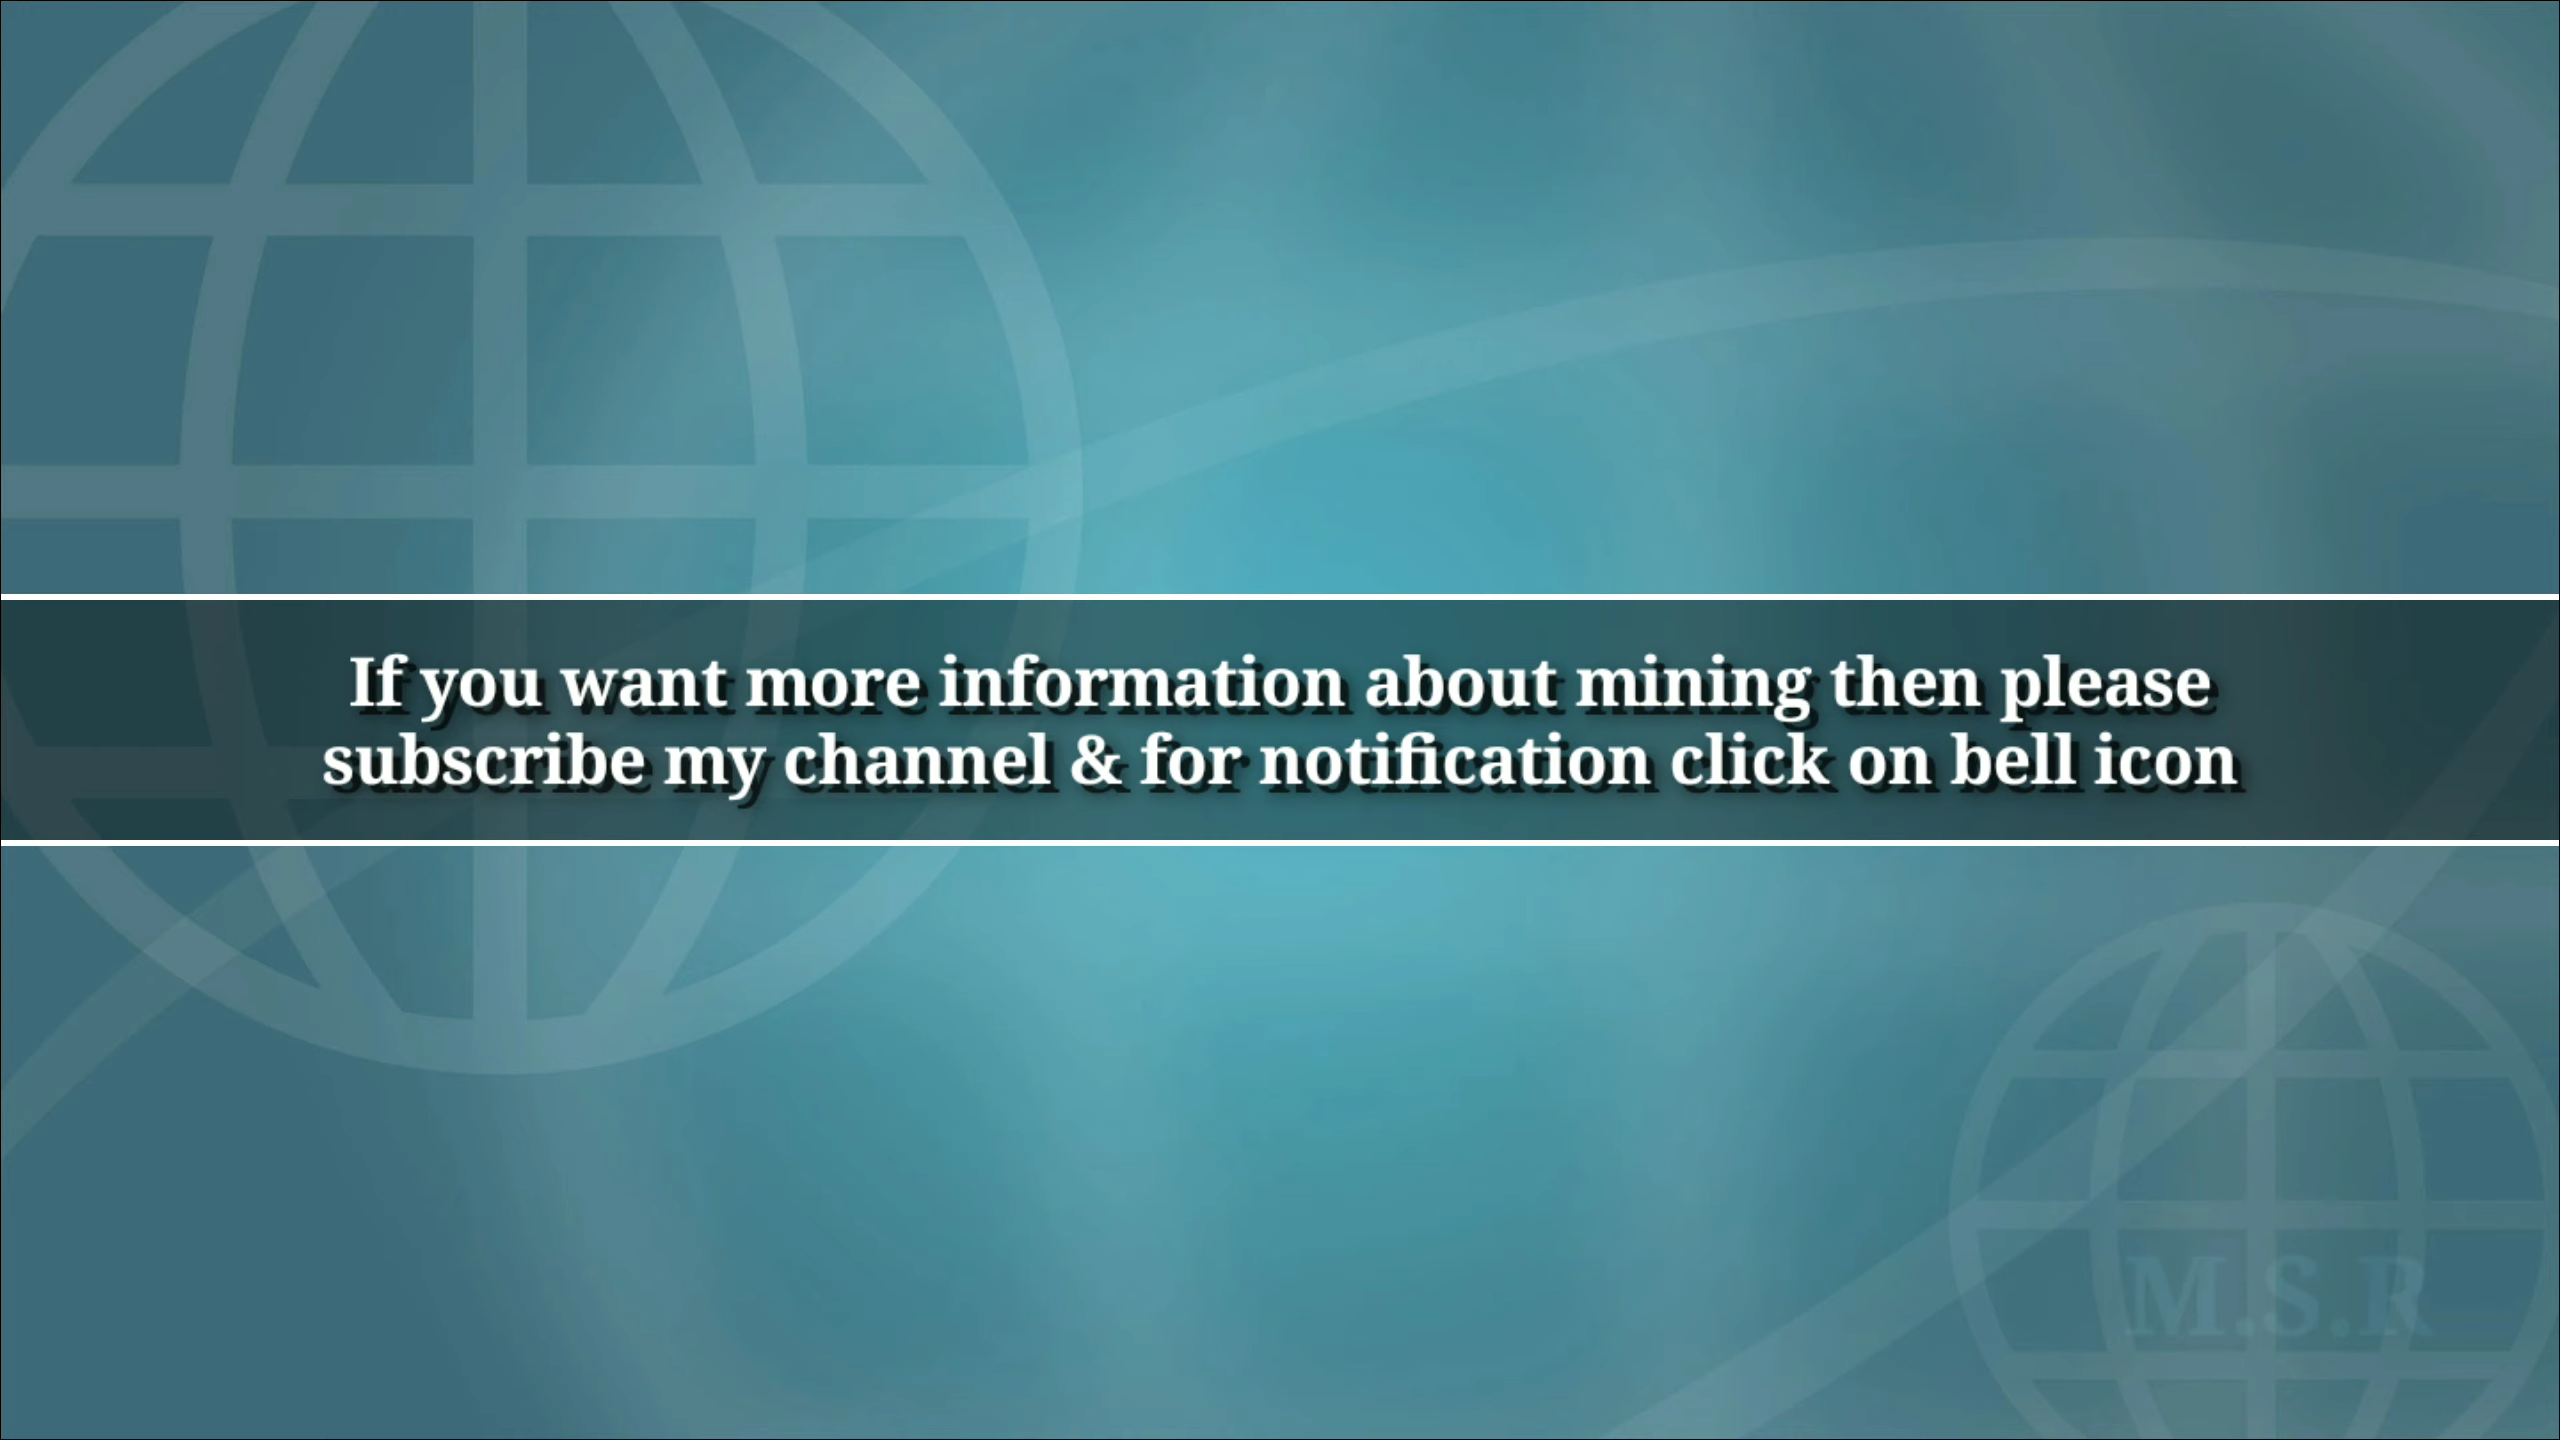 If you want more information about mining then please
subscribe my channel & for notification click on bell icon
M.S.R